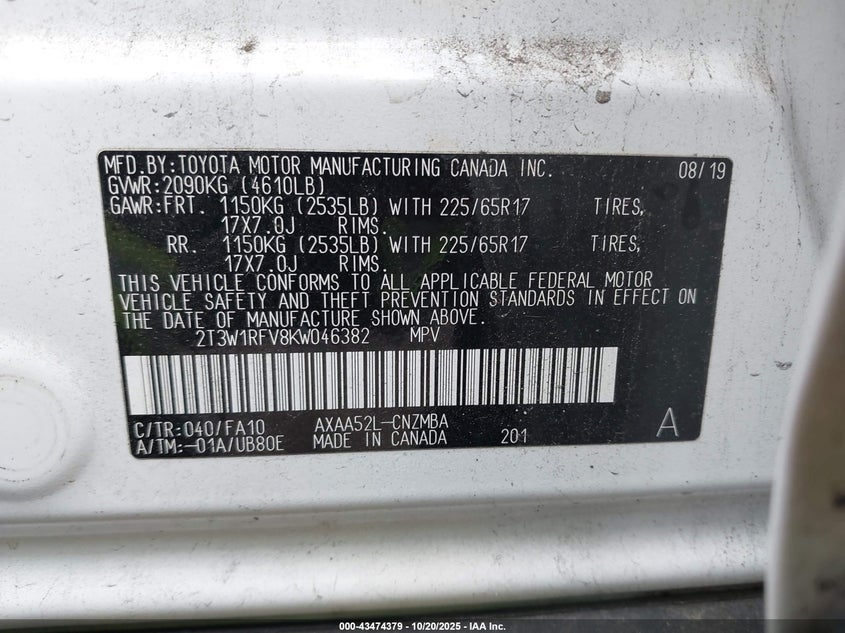 MFD.BY:TOYOTA MOTOR MANUFACTURING CANADA INC. 08/19
GVWR:2090KG (4610LB)
GAWR:FRT. 1150KG (2535LB) WITH 225/65R17 TIRES,
17X7.0J RIMS.
RR. 1150KG (2535LB) WITH 225/65R17 TIRES,
17X7.0J RIMS.
THIS VEHICLE CONFORMS TO ALL APPLICABLE FEDERAL MOTOR
VEHICLE SAFETY AND THEFT PREVENTION STANDARDS IN EFFECT ON
THE DATE OF MANUFACTURE SHOWN ABOVE.
2T3W1RFV8KW046382 MPV
C/TR:040/FA10 AXAA52L-CNZMBA
A/TM:-01A/UB80E MADE IN CANADA 201 A
000-43474379 | 10/20/2025 - IAA Inc.